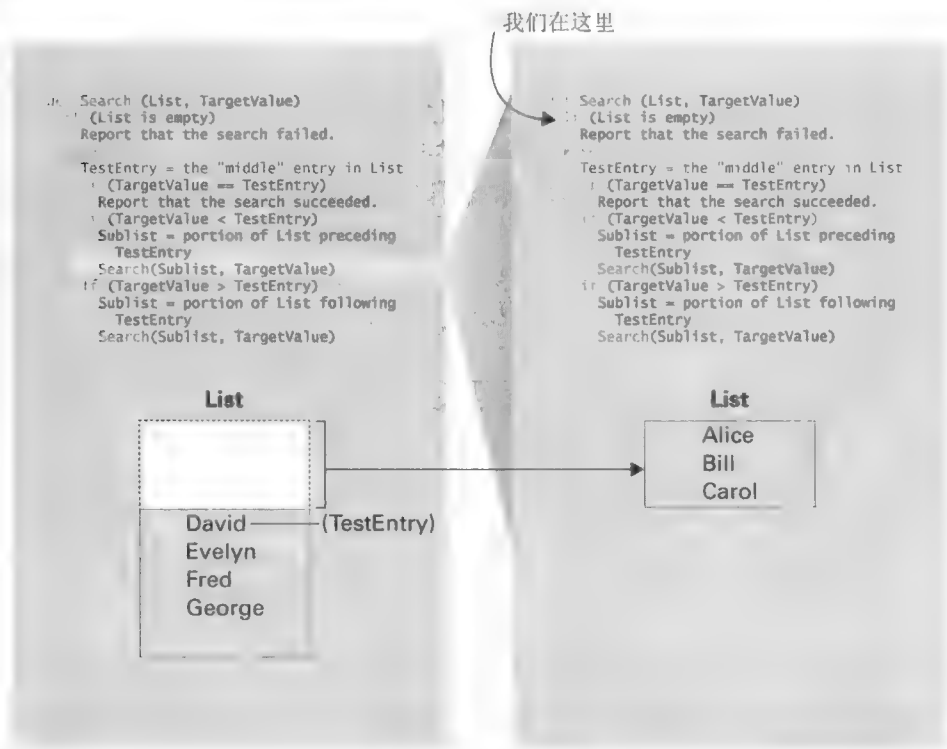 我们在这里
Search (List, TargetValue)
(List is empty)
Report that the search failed.
TestEntry = the "middle" entry in List
(TargetValue == TestEntry)
Report that the search succeeded.
(TargetValue < TestEntry)
Sublist = portion of List preceding
TestEntry
Search(Sublist, TargetValue)
if (TargetValue > TestEntry)
Sublist = portion of List following
TestEntry
Search(Sublist, TargetValue)
List
David (TestEntry)
Evelyn
Fred
George
Search (List, TargetValue)
(List is empty)
Report that the search failed.
TestEntry = the "middle" entry in List
(TargetValue == TestEntry)
Report that the search succeeded.
(TargetValue < TestEntry)
Sublist = portion of List preceding
TestEntry
Search(Sublist, TargetValue)
if (TargetValue > TestEntry)
Sublist = portion of List following
TestEntry
Search(Sublist, TargetValue)
List
Alice
Bill
Carol